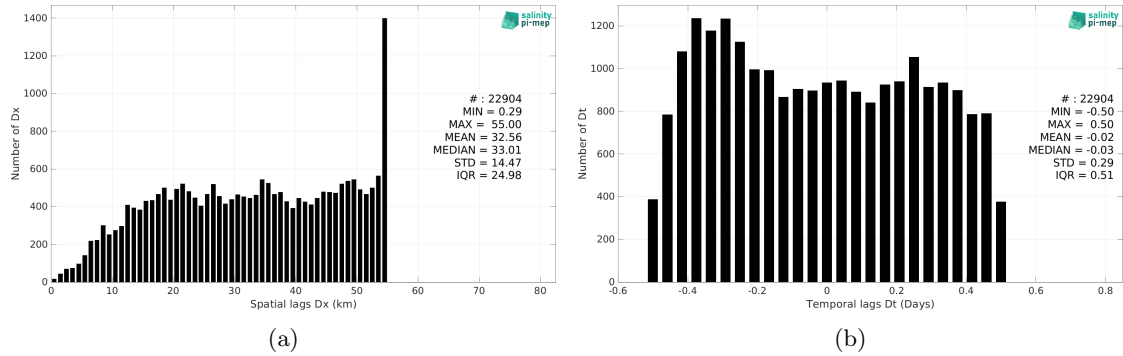 1400
1200
1000
800
600
400
200
0
Number of Dx
0 10 20 30 40 50 60 70 80
Spatial lags Dx (km)
salinity
pi-mep
# : 22904
MIN = 0.29
MAX = 55.00
MEAN = 32.56
MEDIAN = 33.01
STD = 14.47
IQR = 24.98
(a)
1200
1000
800
600
400
200
0
Number of Dt
-0.6 -0.4 -0.2 0 0.2 0.4 0.6 0.8
Temporal lags Dt (Days)
salinity
pi-mep
# : 22904
MIN = -0.50
MAX = 0.50
MEAN = -0.02
MEDIAN = -0.03
STD = 0.29
IQR = 0.51
(b)